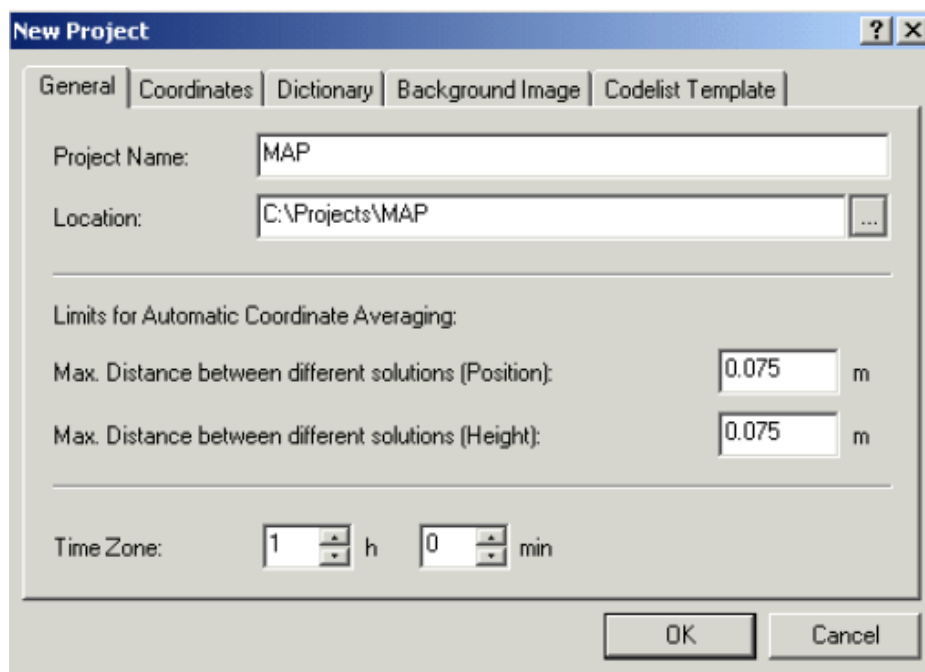 New Project
General Coordinates Dictionary Background Image Codelist Template
Project Name: MAP
Location: C:\Projects\MAP ...
Limits for Automatic Coordinate Averaging:
Max. Distance between different solutions (Position): 0.075 m
Max. Distance between different solutions (Height): 0.075 m
Time Zone: 1 h 0 min
OK Cancel